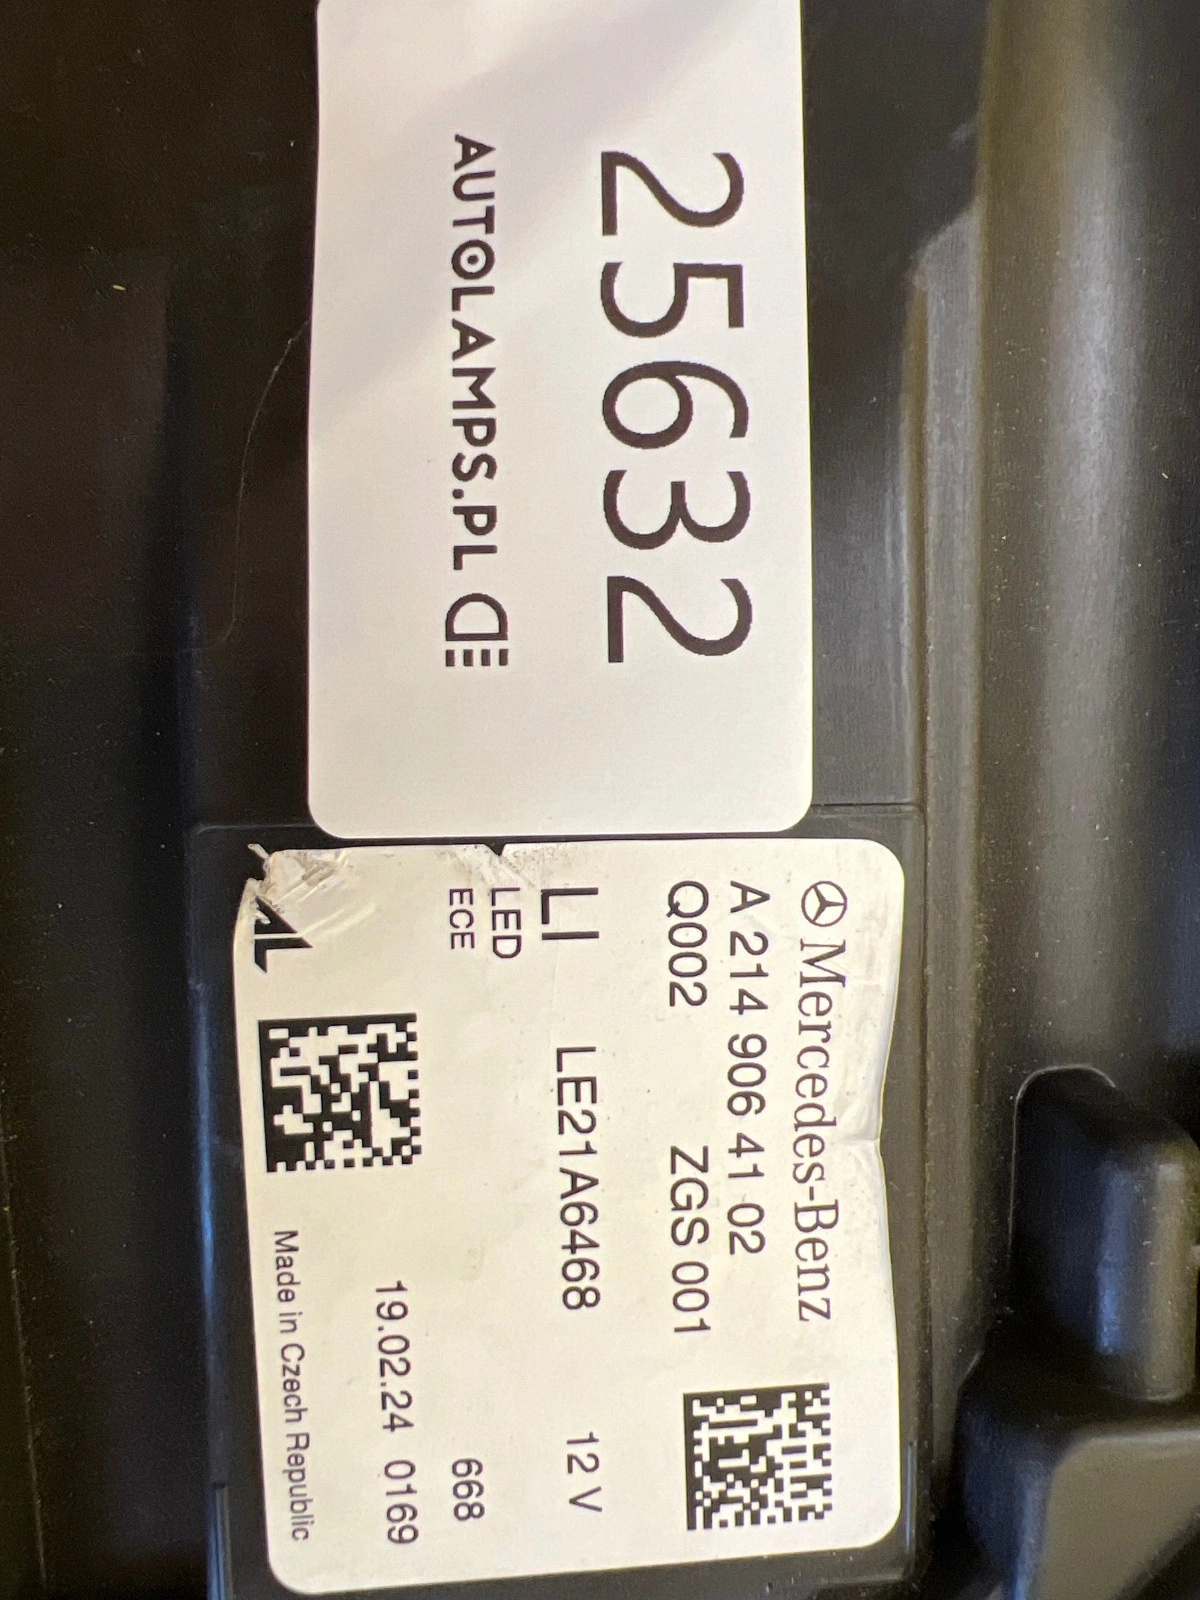 25632
AUTOLAMPS.PL
Mercedes-Benz
A 214 906 41 02
Q002 ZGS 001
LI LE21A6468 12 V
LED
ECE 668
19.02.24 0169
AL
Made in Czech Republic